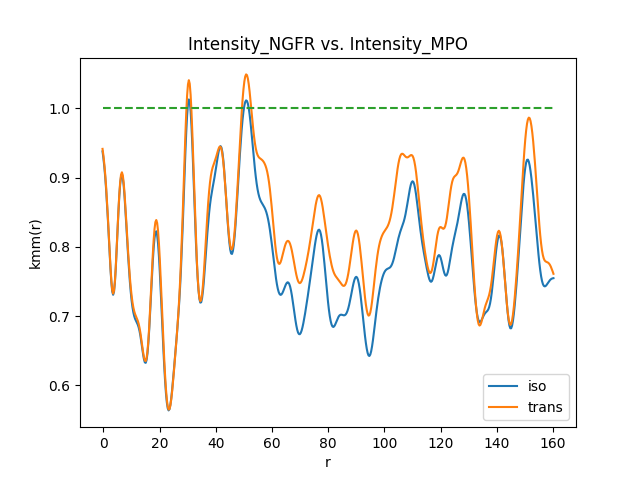 Intensity_NGFR vs. Intensity_MPO
kmm(r)
1.0
0.9
0.8
0.7
0.6
0 20 40 60 80 100 120 140 160
r
iso
trans